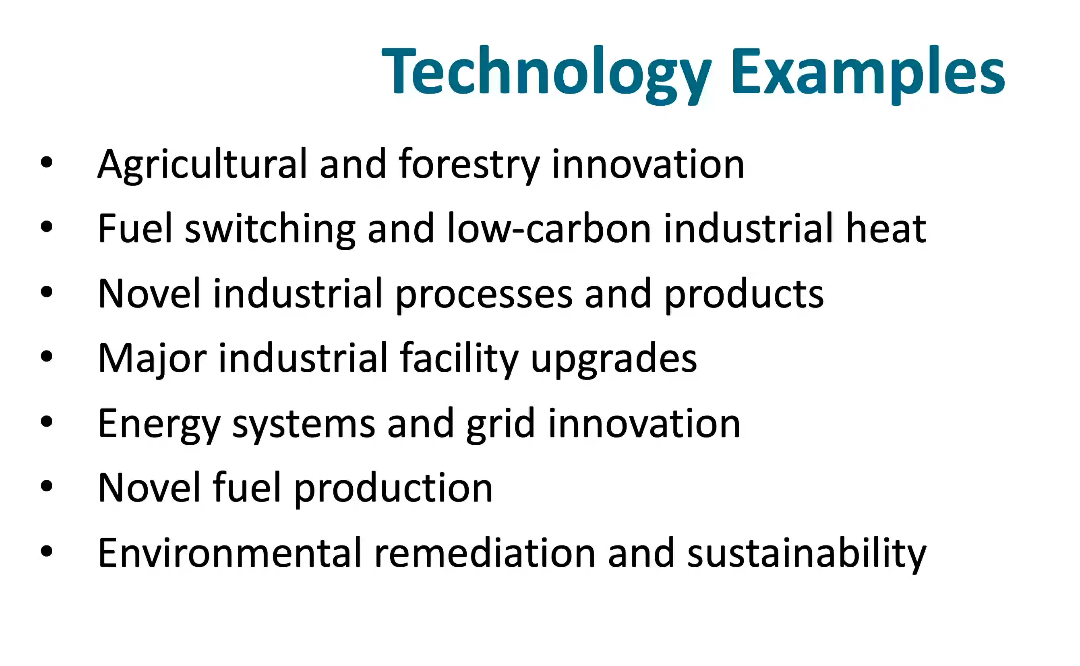 Technology Examples
• Agricultural and forestry innovation
• Fuel switching and low-carbon industrial heat
• Novel industrial processes and products
• Major industrial facility upgrades
• Energy systems and grid innovation
• Novel fuel production
• Environmental remediation and sustainability